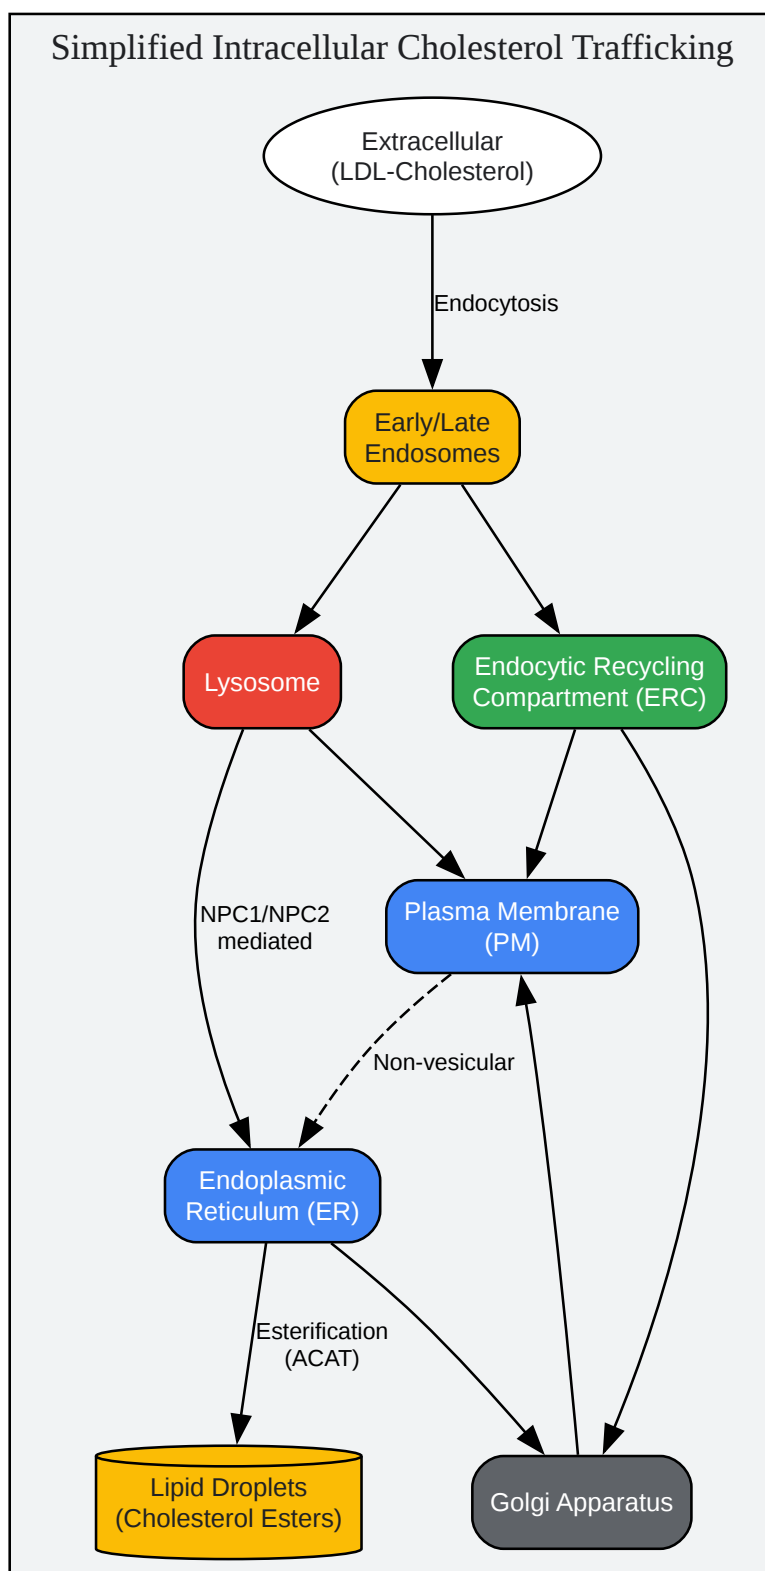 Simplified Intracellular Cholesterol Trafficking
Extracellular
(LDL-Cholesterol)
Endocytosis
Early/Late
Endosomes
Lysosome
Endocytic Recycling
Compartment (ERC)
NPC1/NPC2
mediated
Plasma Membrane
(PM)
Non-vesicular
Endoplasmic
Reticulum (ER)
Esterification
(ACAT)
Lipid Droplets
(Cholesterol Esters)
Golgi Apparatus